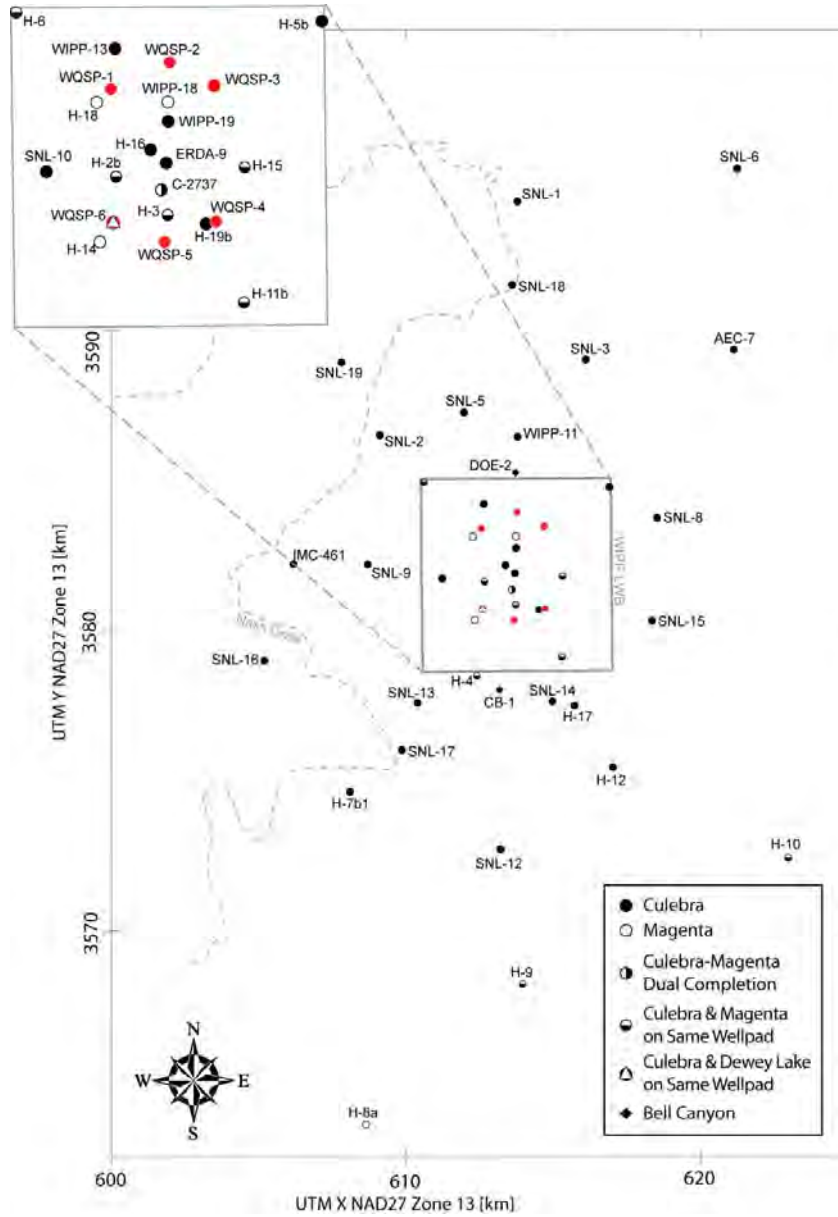 H-6
H-5b
WIPP-13
WQSP-2
WQSP-1
WIPP-18
WQSP-3
H-18
WIPP-19
H-16
SNL-10
ERDA-9
H-2b
H-15
C-2737
H-3
WQSP-6
WQSP-4
H-14
H-19b
WQSP-5
H-11b
SNL-6
SNL-1
SNL-18
SNL-3
AEC-7
3590
SNL-19
SNL-5
SNL-2
WIPP-11
DOE-2
SNL-8
WIPP LWB
IMC-461
SNL-9
3580
SNL-15
SNL-16
H-4
SNL-13
CB-1
SNL-14
H-17
SNL-17
H-12
H-7b1
SNL-12
H-10
3570
H-9
H-8a
UTM Y NAD27 Zone 13 [km]
Culebra
Magenta
Culebra-Magenta
Dual Completion
Culebra & Magenta
on Same Wellpad
Culebra & Dewey Lake
on Same Wellpad
Bell Canyon
N
W E
S
600 610 620
UTM X NAD27 Zone 13 [km]